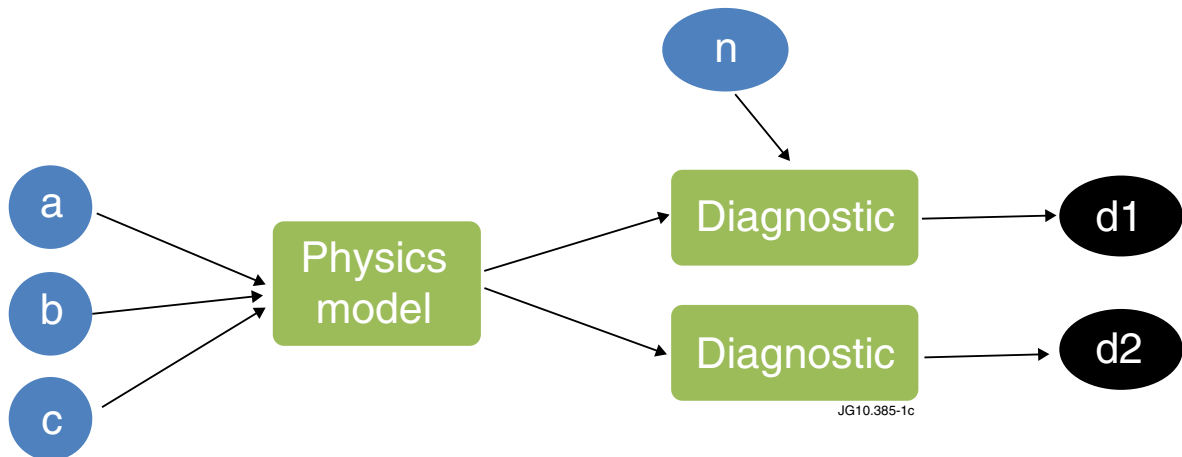 n
a
b
c
Physics
model
Diagnostic
Diagnostic
d1
d2
JG10.385-1c